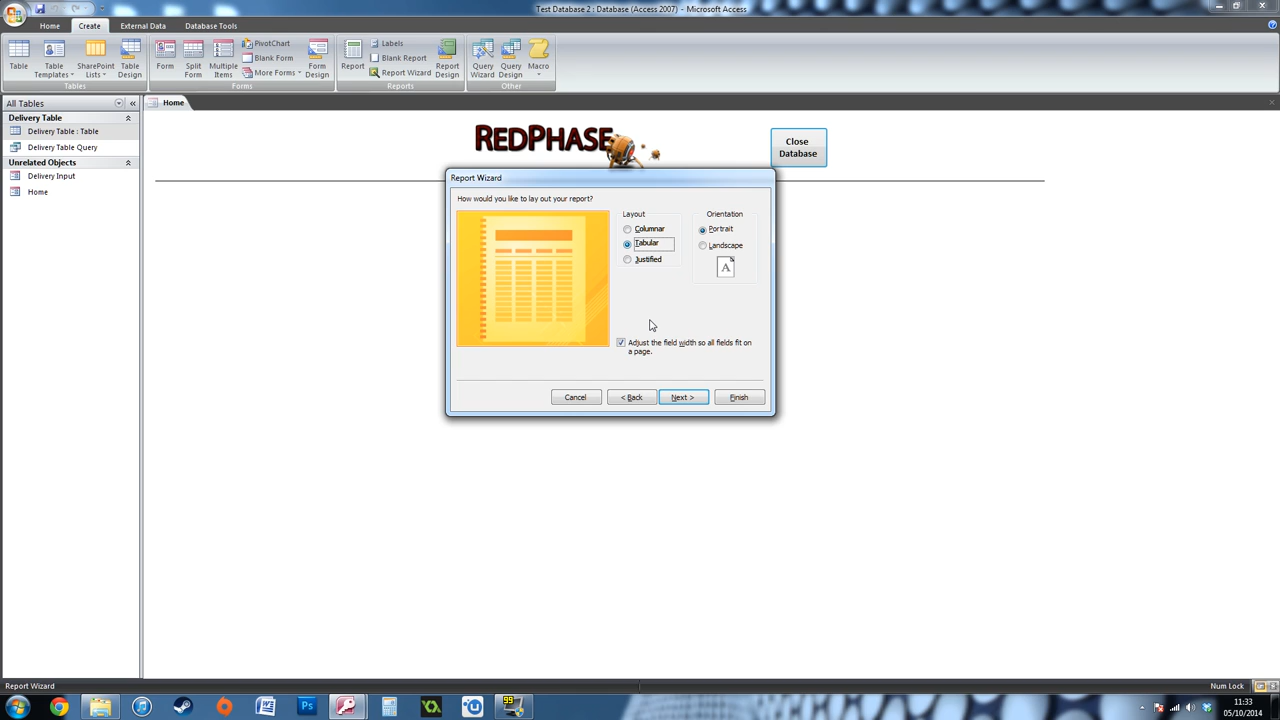 Test Database 2 : Database (Access 2007) - Microsoft Access
Home Create External Data Database Tools
Table
Table Templates
SharePoint Lists
Table Design
Tables
Form
Split Form
Multiple Items
PivotChart
Blank Form
More Forms
Form Design
Forms
Report
Labels
Blank Report
Report Wizard
Report Design
Reports
Query Wizard
Query Design
Macro
Other
All Tables
Delivery Table
Delivery Table : Table
Delivery Table Query
Unrelated Objects
Delivery Input
Home
Home
REDPHASE
Close
Database
Report Wizard
How would you like to lay out your report?
Layout
Columnar
Tabular
Justified
Orientation
Portrait
Landscape
A
Adjust the field width so all fields fit on
a page.
Cancel < Back Next > Finish
Report Wizard
Num Lock
Ps
99
11:33
05/10/2014